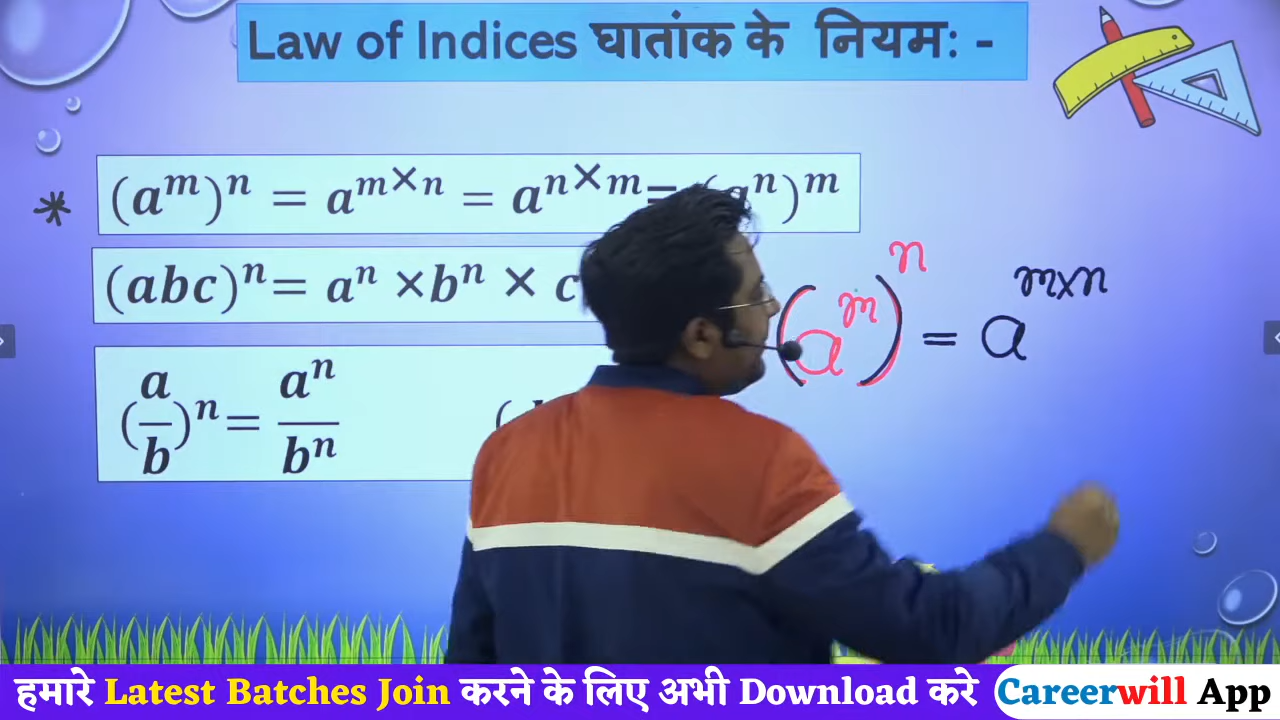 Law of Indices घातांक के नियमः -
* (a^m)^n = a^{m×n} = a^{n×m} = (a^n)^m
(abc)^n = a^n ×b^n × c
(a^m)^n = a^{m×n}
(a/b)^n = a^n/b^n (
हमारे Latest Batches Join करने के लिए अभी Download करे Careerwill App